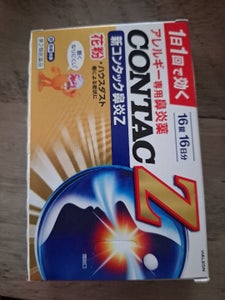 1日1回で効く
16錠 16日分
アレルギー専用鼻炎薬
CONTAC Z
新コンタック鼻炎Z
花粉・ハウスダスト
HALEON